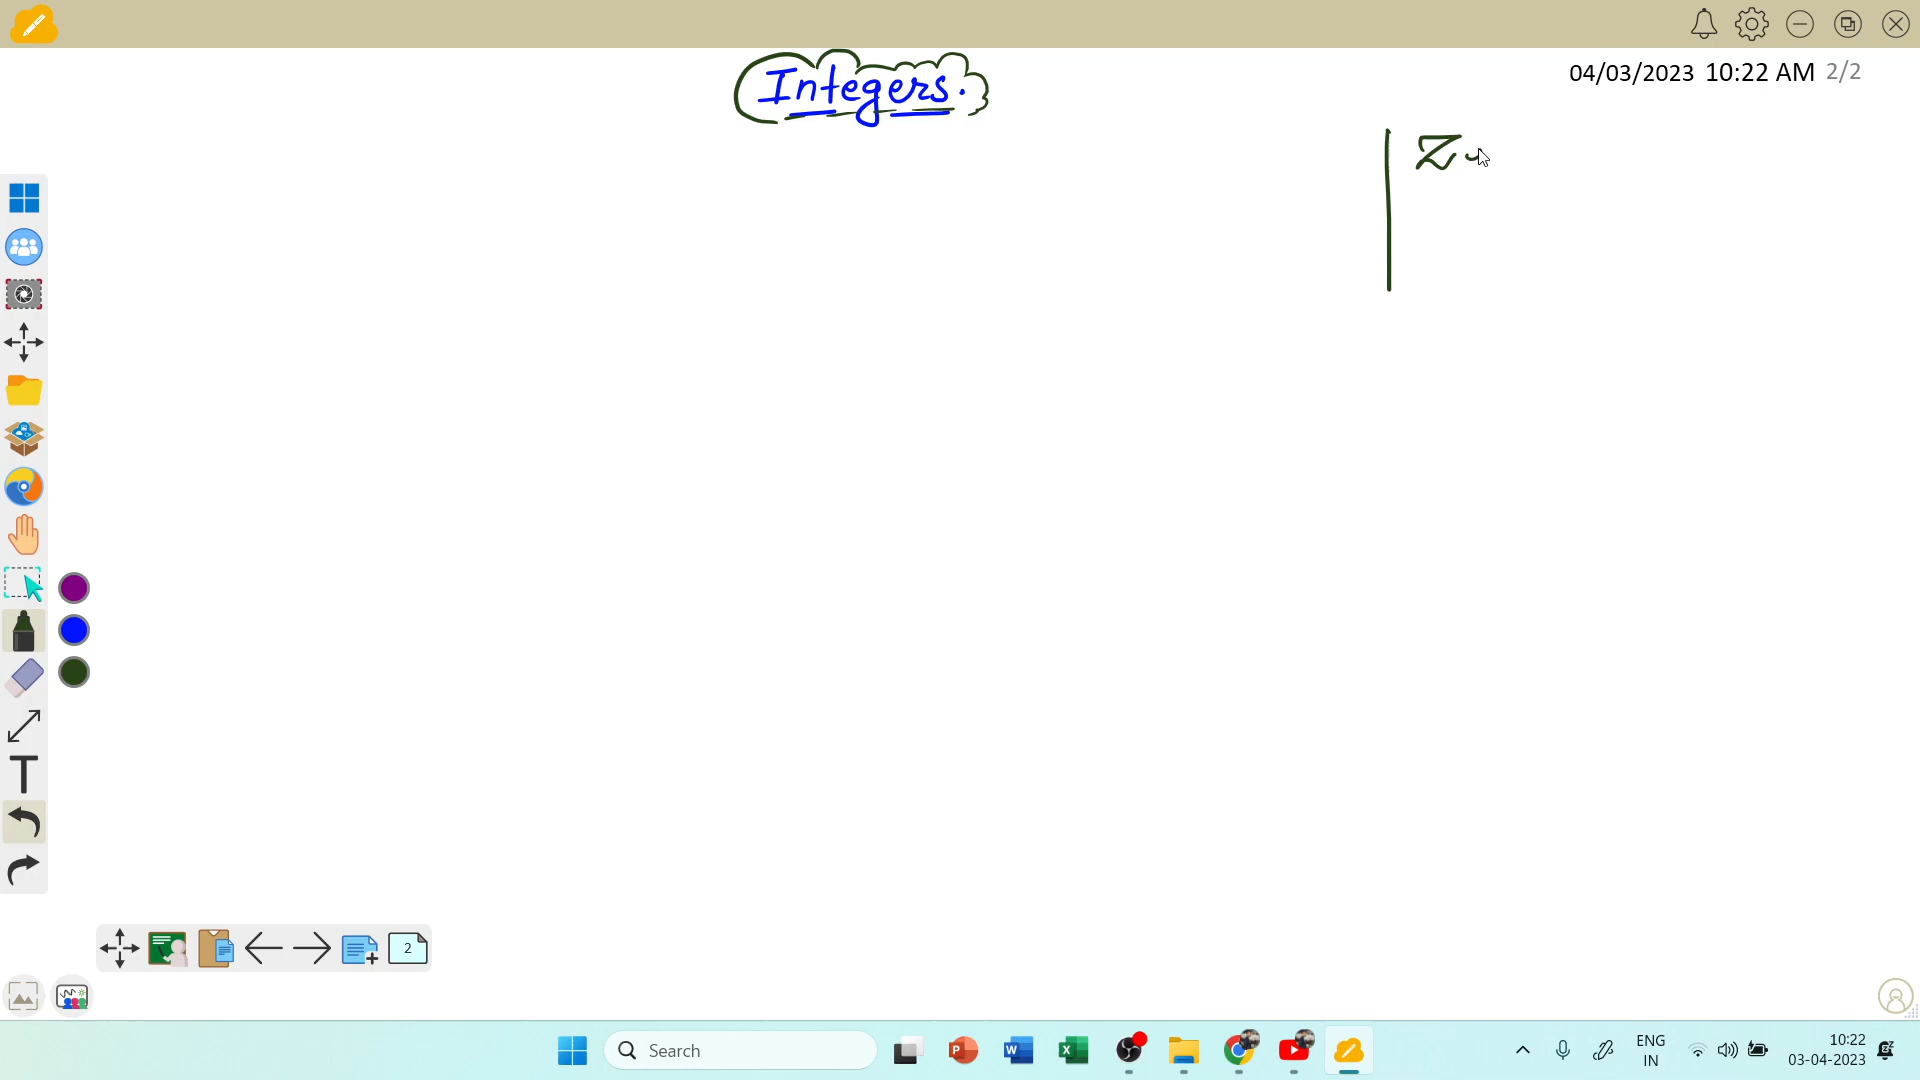 Integers.
04/03/2023 10:22 AM 2/2
Z
T
2
Search
ENG
IN
10:22
03-04-2023